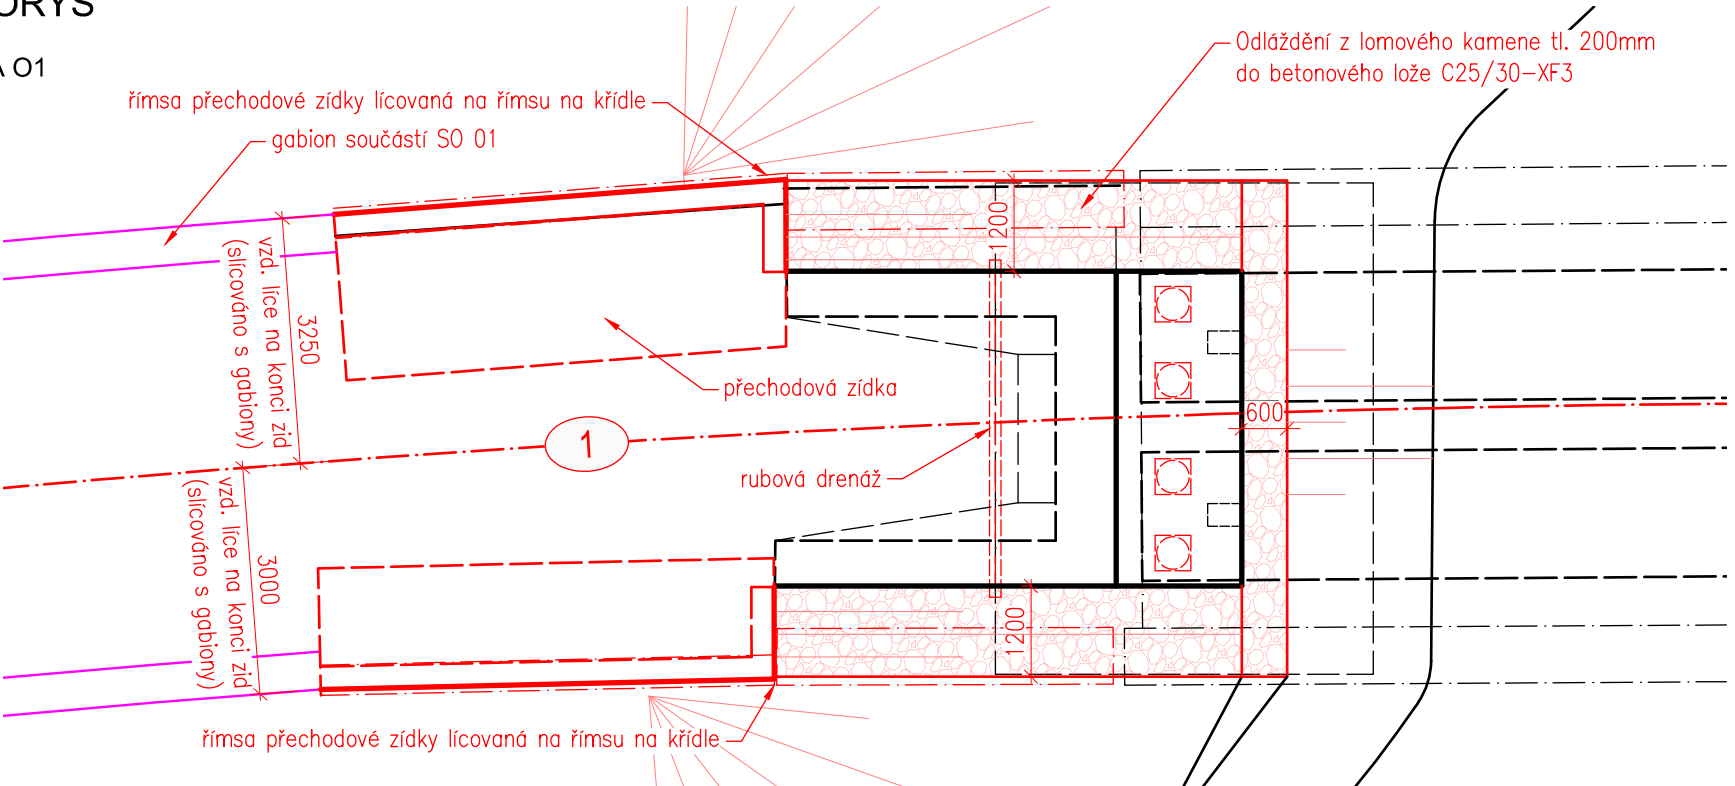 ORYS
A O1
Odláždění z lomového kamene tl. 200mm
do betonového lože C25/30-XF3
římsa přechodové zídky lícovaná na římsu na křídle
gabion součástí SO 01
1200
vzd. líce na konci zid
(slícováno s gabiony)
3250
přechodová zídka
1
600
rubová drenáž
vzd. líce na konci zid
(slícováno s gabiony)
3000
1200
římsa přechodové zídky lícovaná na římsu na křídle